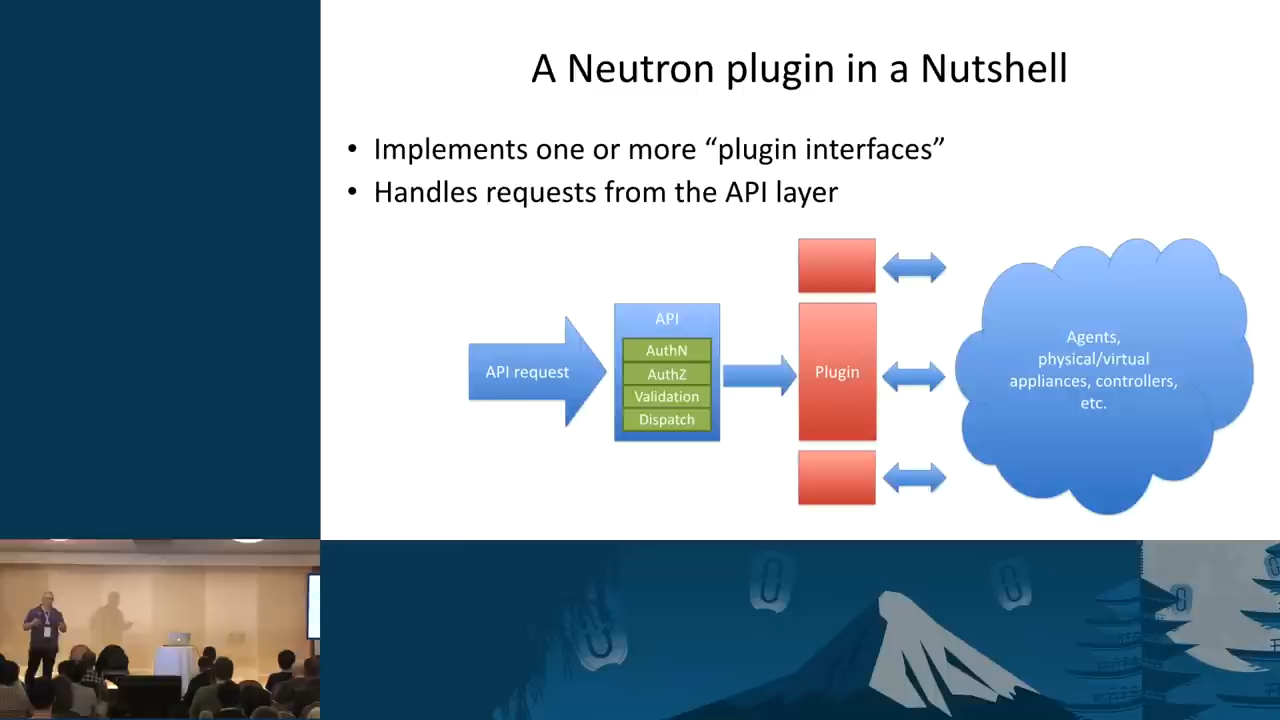 A Neutron plugin in a Nutshell
• Implements one or more “plugin interfaces”
• Handles requests from the API layer
API request
API
AuthN
AuthZ
Validation
Dispatch
Plugin
Agents,
physical/virtual
appliances, controllers,
etc.